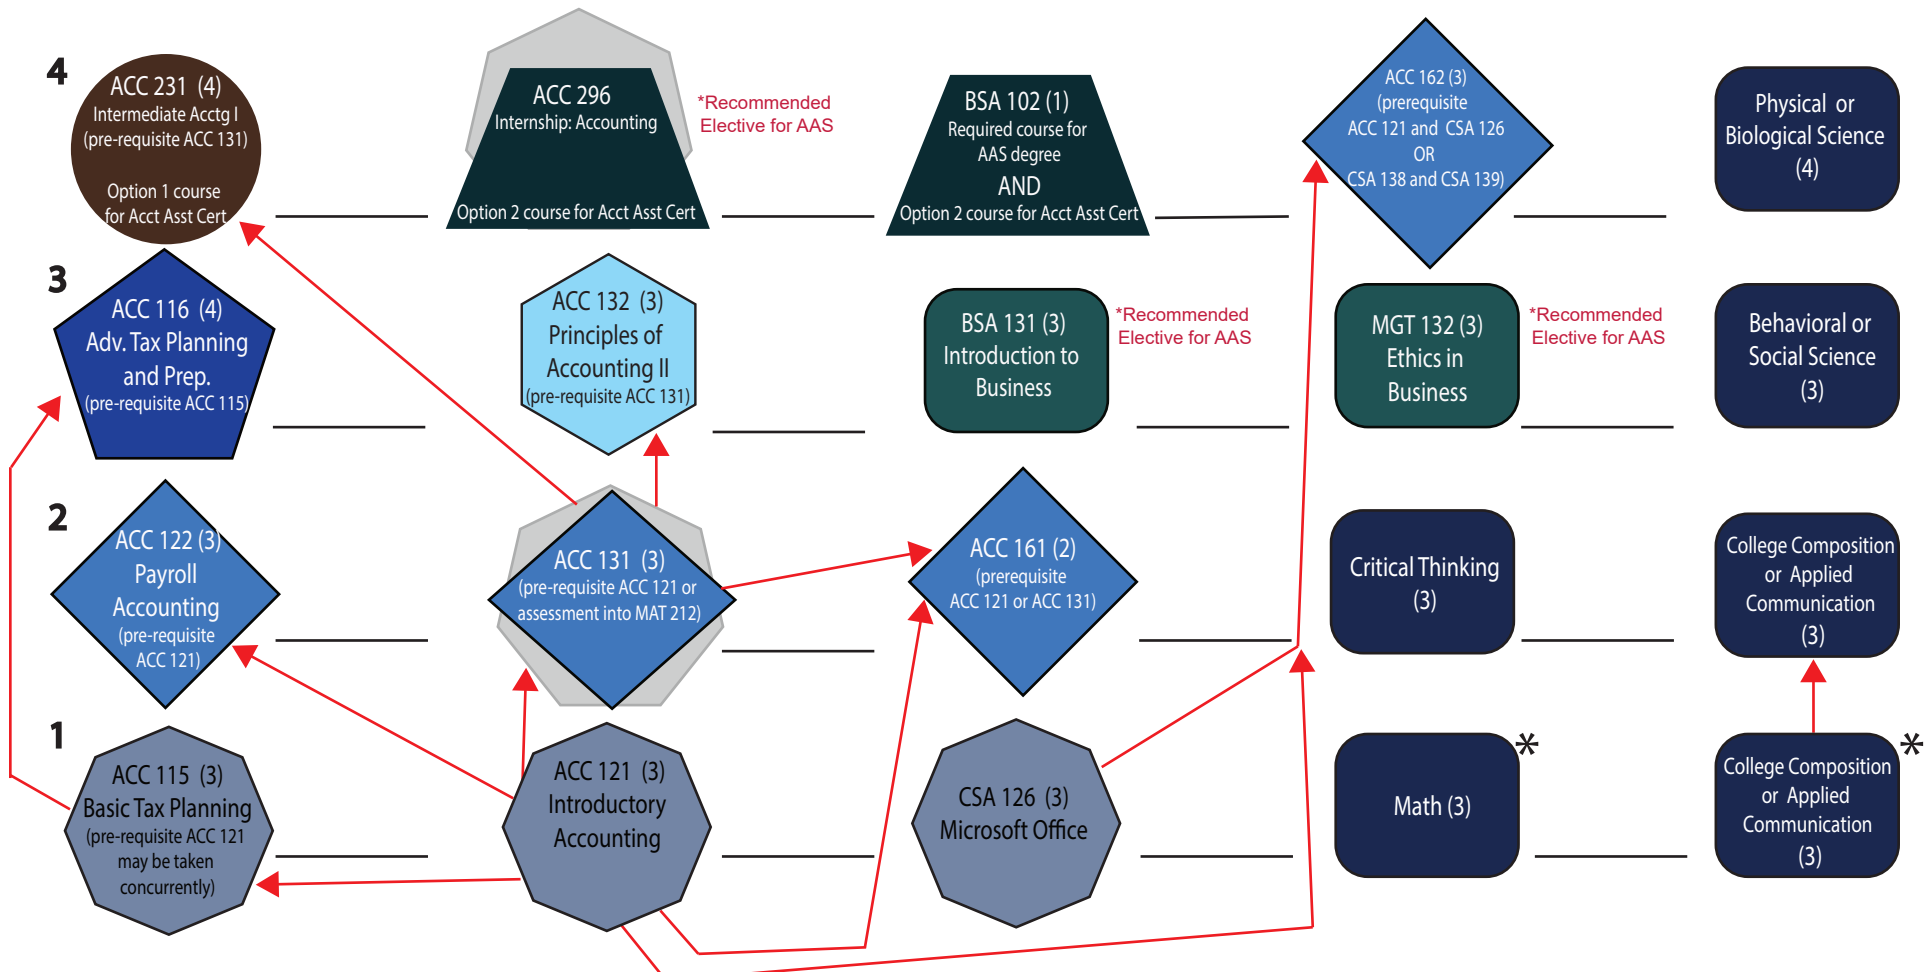 4
ACC 231 (4)
Intermediate Acctg I
(pre-requisite ACC 131)
Option 1 course
for Acct Asst Cert
ACC 296
Internship: Accounting
Option 2 course for Acct Asst Cert
*Recommended
Elective for AAS
BSA 102 (1)
Required course for
AAS degree
AND
Option 2 course for Acct Asst Cert
ACC 162 (3)
(prerequisite
ACC 121 and CSA 126
OR
CSA 138 and CSA 139)
Physical or
Biological Science
(4)
3
ACC 116 (4)
Adv. Tax Planning
and Prep.
(pre-requisite ACC 115)
ACC 132 (3)
Principles of
Accounting II
(pre-requisite ACC 131)
BSA 131 (3)
Introduction to
Business
*Recommended
Elective for AAS
MGT 132 (3)
Ethics in
Business
*Recommended
Elective for AAS
Behavioral or
Social Science
(3)
2
ACC 122 (3)
Payroll
Accounting
(pre-requisite
ACC 121)
ACC 131 (3)
(pre-requisite ACC 121 or
assessment into MAT 212)
ACC 161 (2)
(prerequisite
ACC 121 or ACC 131)
Critical Thinking
(3)
College Composition
or Applied
Communication
(3)
1
ACC 115 (3)
Basic Tax Planning
(pre-requisite ACC 121
may be taken
concurrently)
ACC 121 (3)
Introductory
Accounting
CSA 126 (3)
Microsoft Office
Math (3)
*
College Composition
or Applied
Communication
(3)
*